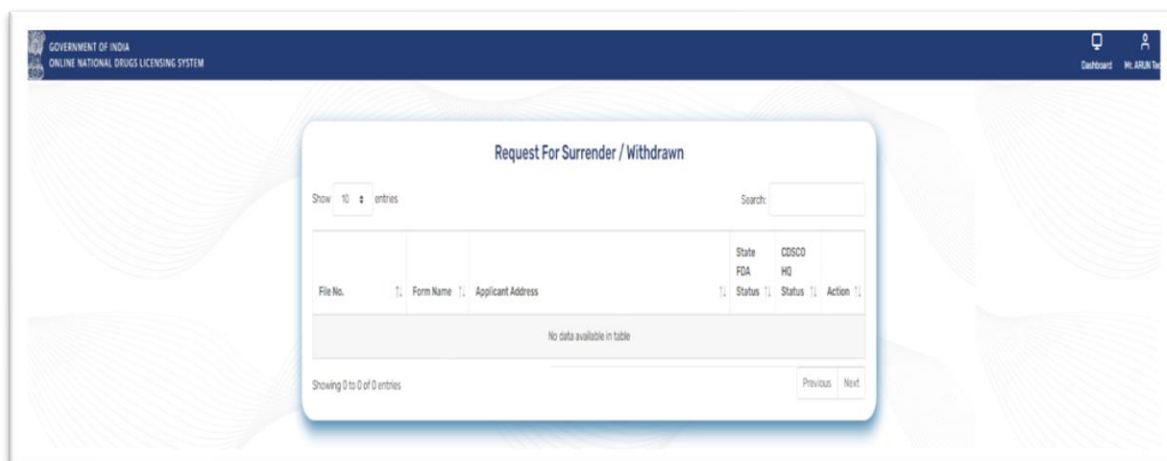 GOVERNMENT OF INDIA
ONLINE NATIONAL DRUGS LICENSING SYSTEM
Dashboard
Mr. ARUN
Request For Surrender / Withdrawn
Show 10 entries
Search:
File No.
Form Name
Applicant Address
State
FDA
Status
CDSCO
HQ
Status
Action
No data available in table
Showing 0 to 0 of 0 entries
Previous
Next